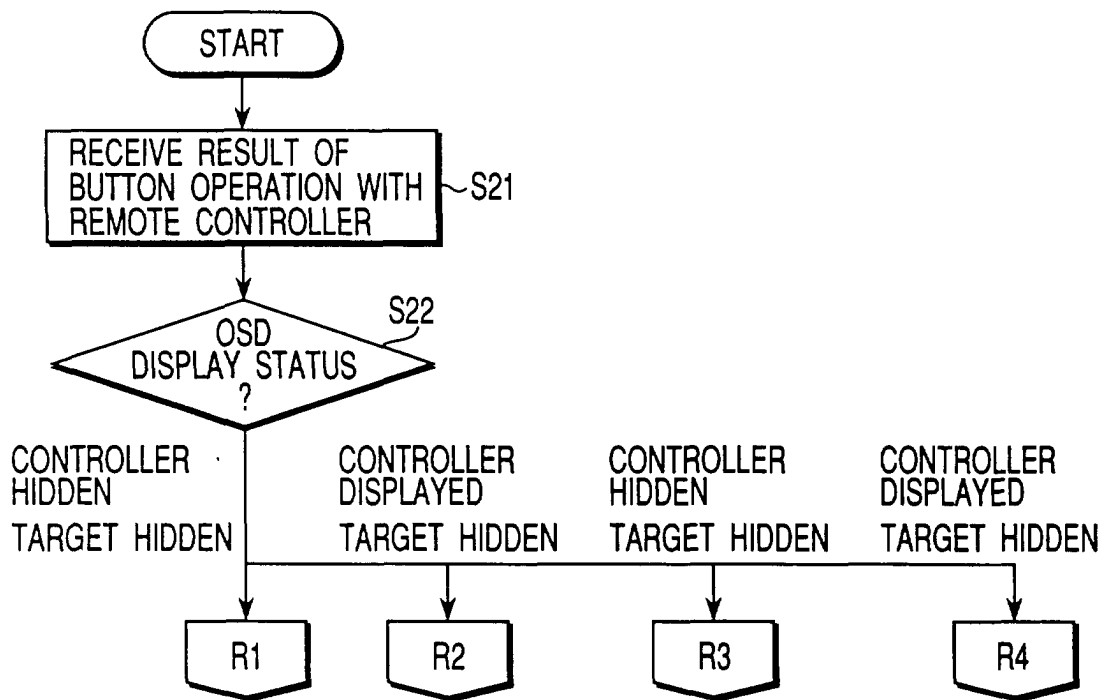 START
RECEIVE RESULT OF
BUTTON OPERATION WITH
REMOTE CONTROLLER
S21
S22
OSD
DISPLAY STATUS
?
CONTROLLER
HIDDEN
TARGET HIDDEN
CONTROLLER
DISPLAYED
TARGET HIDDEN
CONTROLLER
HIDDEN
TARGET HIDDEN
CONTROLLER
DISPLAYED
TARGET HIDDEN
R1
R2
R3
R4